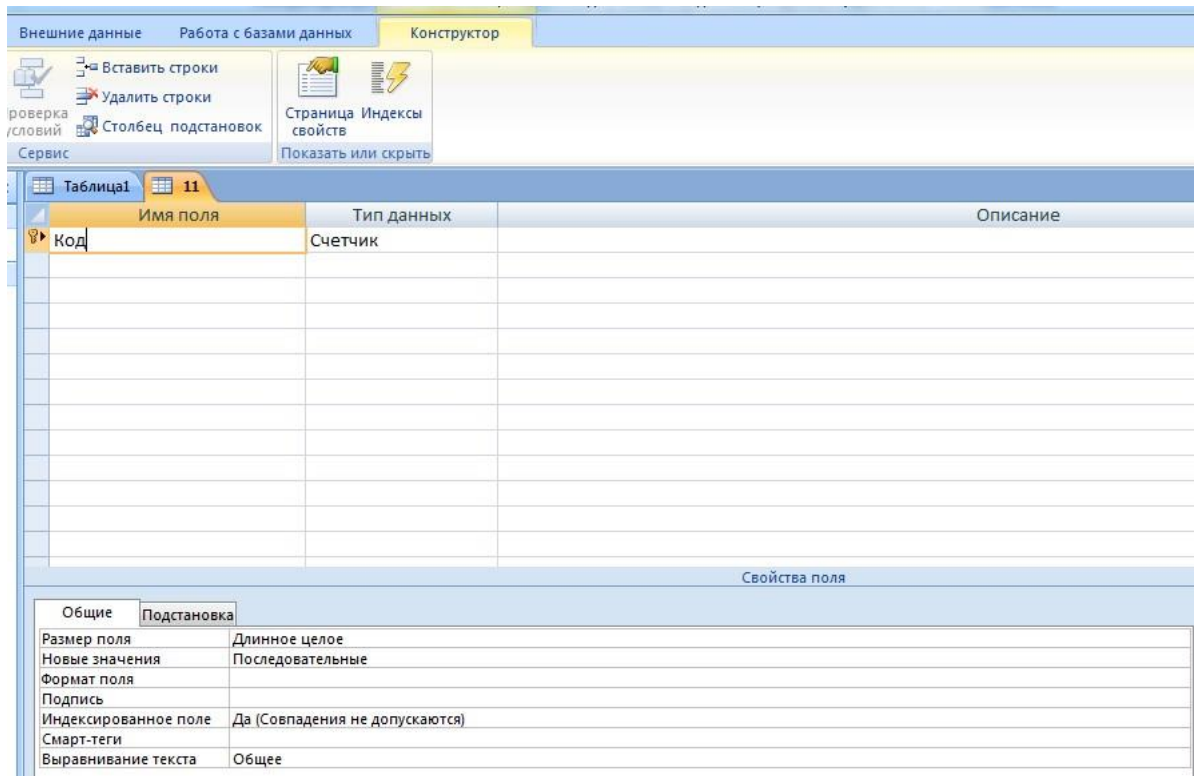 Внешние данные Работа с базами данных Конструктор
Вставить строки
Удалить строки
Столбец подстановок
роверка
условий
Страница свойств
Индексы
Сервис
Показать или скрыть
Таблица1 11
Имя поля Тип данных Описание
Код Счетчик
Свойства поля
Общие Подстановка
Размер поля Длинное целое
Новые значения Последовательные
Формат поля
Подпись
Индексированное поле Да (Совпадения не допускаются)
Смарт-теги
Выравнивание текста Общее